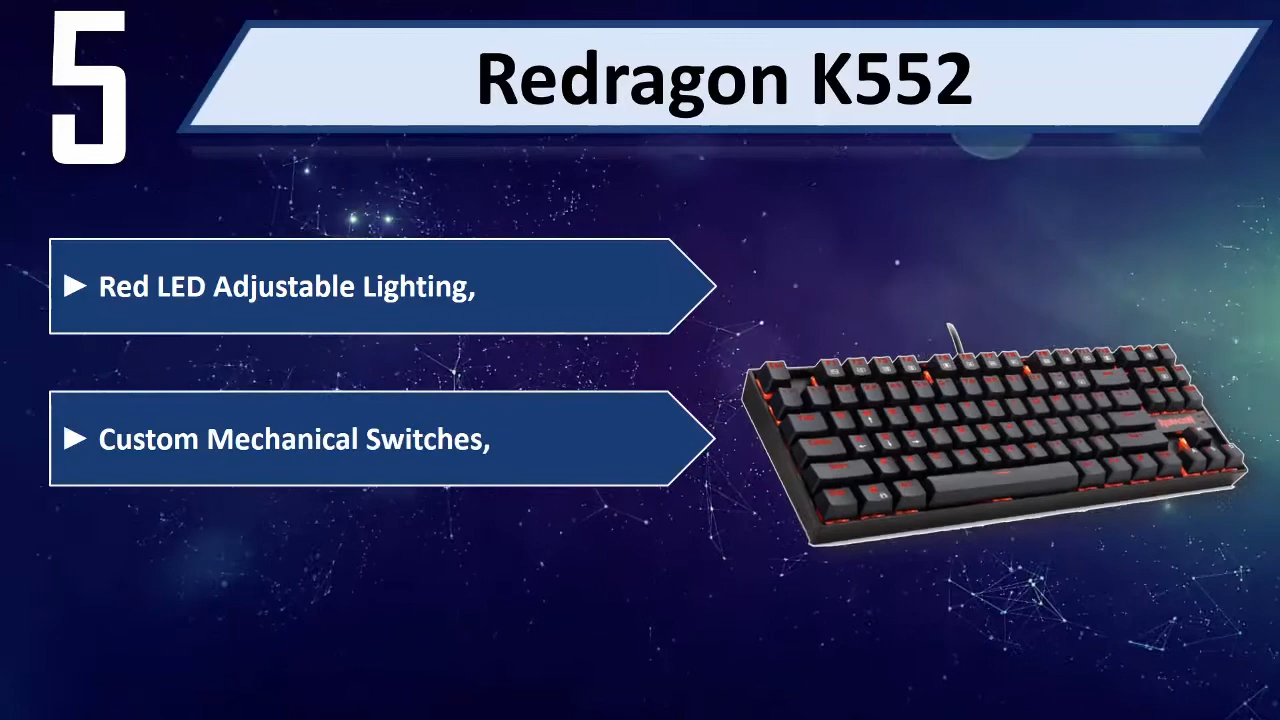 5
Redragon K552
► Red LED Adjustable Lighting,
► Custom Mechanical Switches,